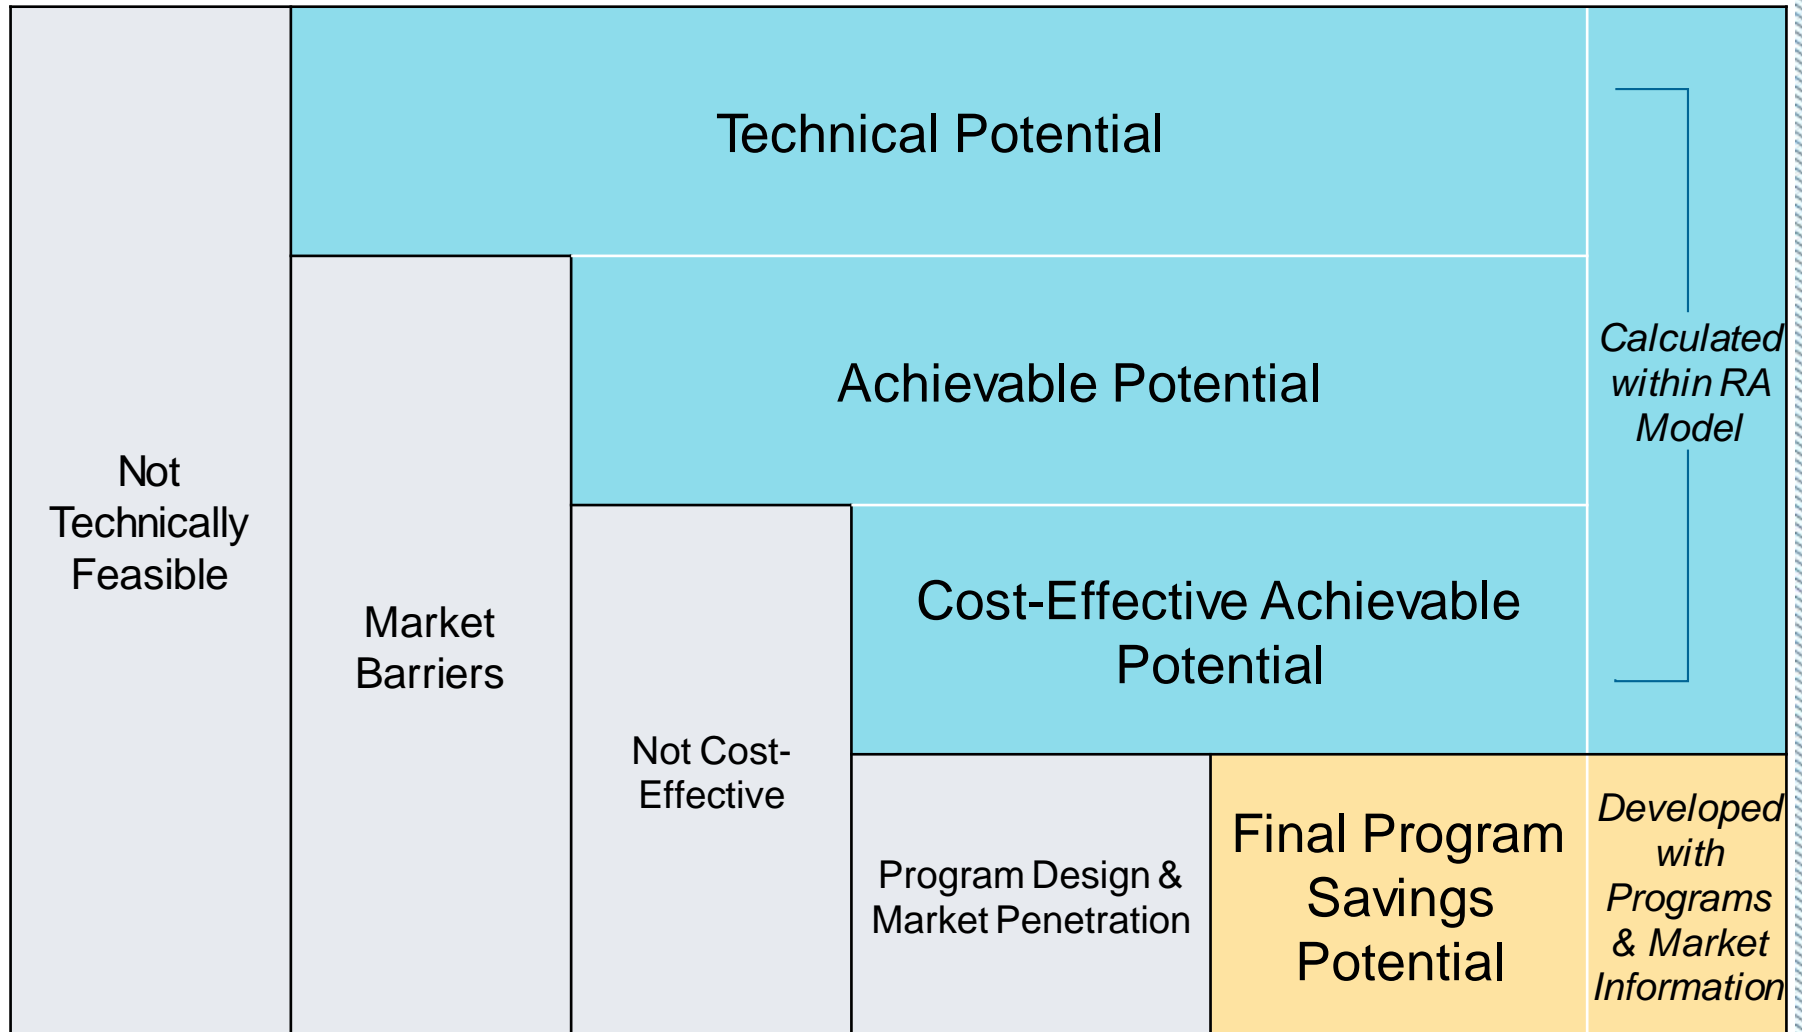 Technical Potential
Achievable Potential
Calculated
within RA
Model
Not
Technically
Feasible
Market
Barriers
Cost-Effective Achievable
Potential
Not Cost-
Effective
Program Design &
Market Penetration
Final Program
Savings
Potential
Developed
with
Programs
& Market
Information